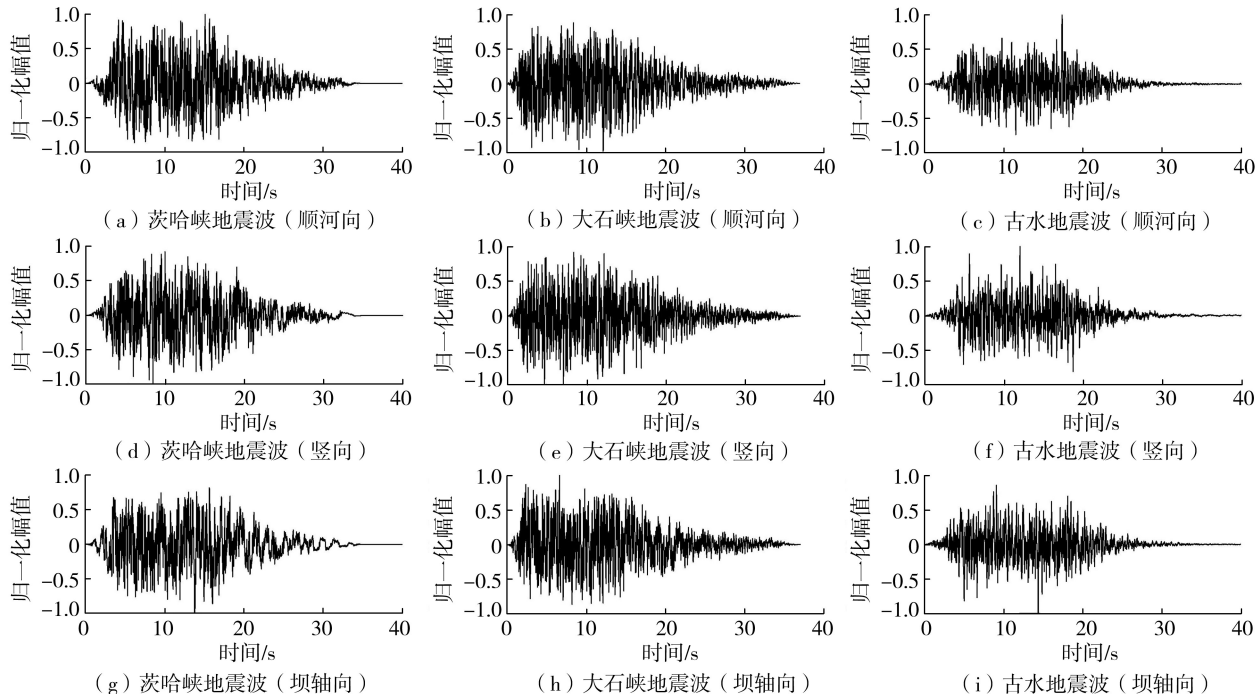 1.0
0.5
0
−0.5
−1.0
归一化幅值
0 10 20 30 40
时间/s
（a）茨哈峡地震波（顺河向）
1.0
0.5
0
−0.5
−1.0
归一化幅值
0 10 20 30 40
时间/s
（b）大石峡地震波（顺河向）
1.0
0.5
0
−0.5
−1.0
归一化幅值
0 10 20 30 40
时间/s
（c）古水地震波（顺河向）
1.0
0.5
0
−0.5
−1.0
归一化幅值
0 10 20 30 40
时间/s
（d）茨哈峡地震波（竖向）
1.0
0.5
0
−0.5
−1.0
归一化幅值
0 10 20 30 40
时间/s
（e）大石峡地震波（竖向）
1.0
0.5
0
−0.5
−1.0
归一化幅值
0 10 20 30 40
时间/s
（f）古水地震波（竖向）
1.0
0.5
0
−0.5
−1.0
归一化幅值
0 10 20 30 40
时间/s
（g）茨哈峡地震波（坝轴向）
1.0
0.5
0
−0.5
−1.0
归一化幅值
0 10 20 30 40
时间/s
（h）大石峡地震波（坝轴向）
1.0
0.5
0
−0.5
−1.0
归一化幅值
0 10 20 30 40
时间/s
（i）古水地震波（坝轴向）